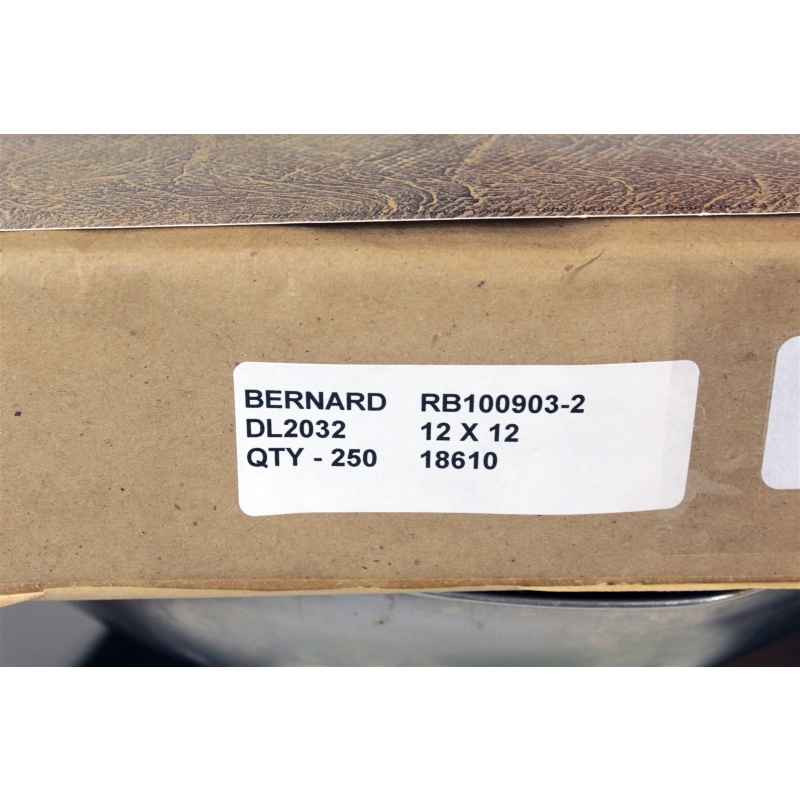 BERNARD RB100903-2
DL2032 12 X 12
QTY - 250 18610